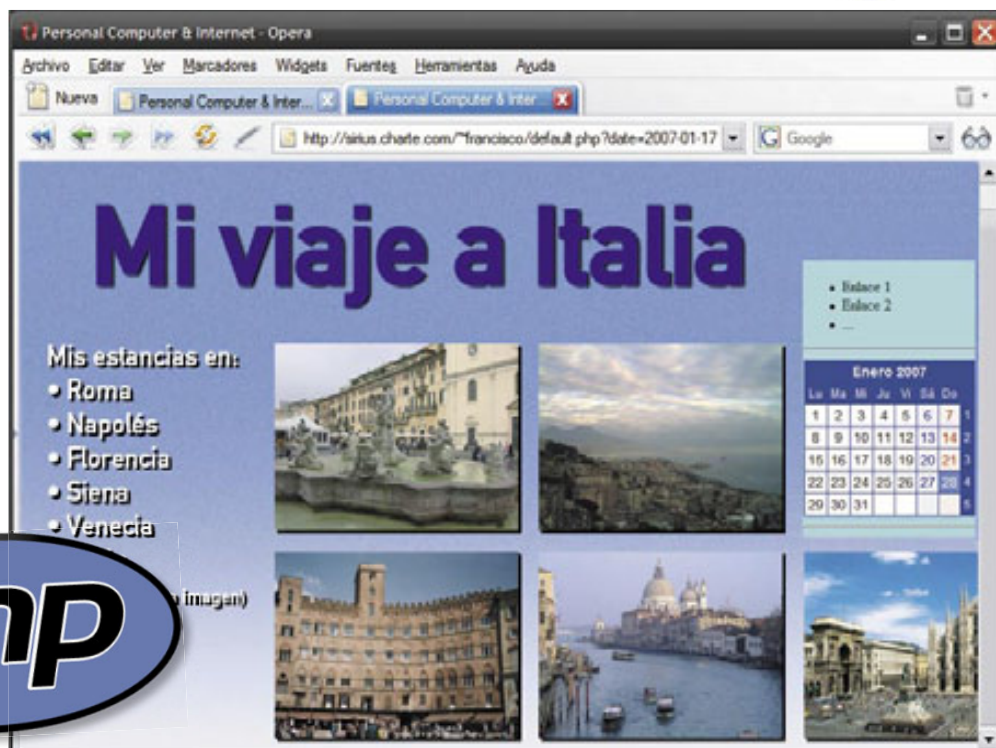 Personal Computer & Internet - Opera
Archivo Editar Ver Marcadores Widgets Fuentes Herramientas Ayuda
Nueva Personal Computer & Inter... Personal Computer & Inter...
http://sirius.charte.com/~francisco/default.php?date=2007-01-17 Google
Mi viaje a Italia
• Enlace 1
• Enlace 2
• ...
Mis estancias en:
• Roma
• Napolés
• Florencia
• Siena
• Venecia
imagen)
hp
Enero 2007
Lu Ma Mi Ju Vi Sá Do
1 2 3 4 5 6 7 1
8 9 10 11 12 13 14 2
15 16 17 18 19 20 21 3
22 23 24 25 26 27 28 4
29 30 31 5